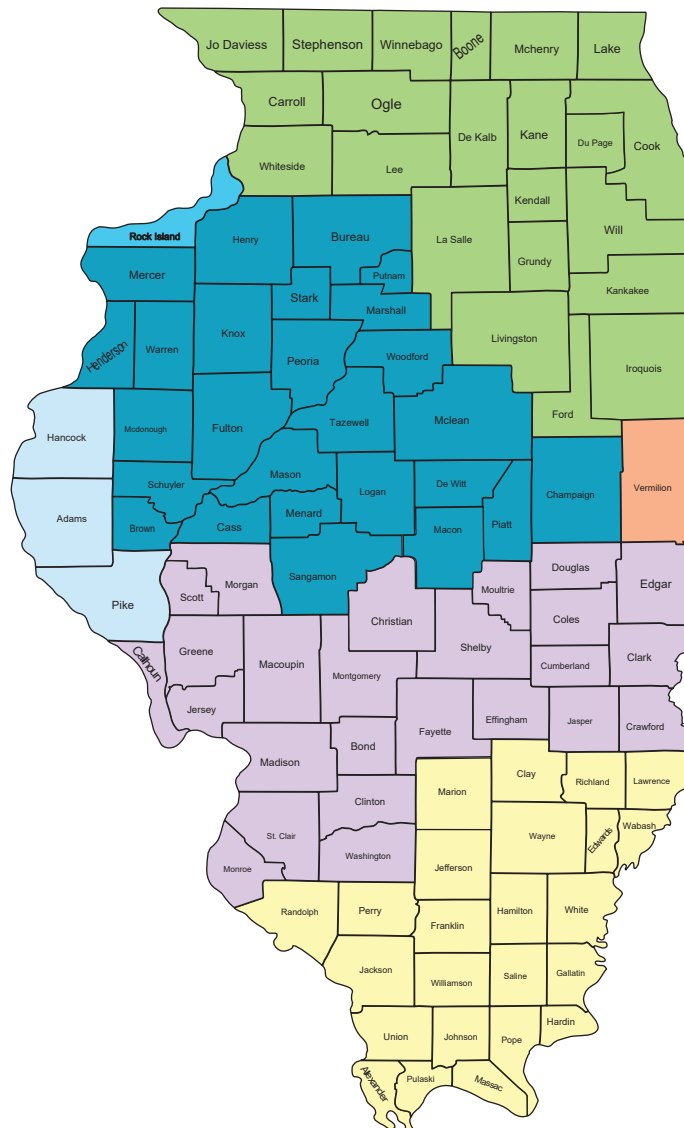 Jo Daviess
Stephenson
Winnebago
Boone
Mchenry
Lake
Carroll
Ogle
De Kalb
Kane
Du Page
Cook
Whiteside
Lee
Kendall
Will
Rock Island
Henry
Bureau
La Salle
Grundy
Mercer
Putnam
Kankakee
Stark
Marshall
Henderson
Warren
Knox
Peoria
Woodford
Livingston
Iroquois
Hancock
Mcdonough
Fulton
Tazewell
Mclean
Ford
Schuyler
Mason
Logan
De Witt
Champaign
Vermilion
Adams
Brown
Cass
Menard
Macon
Piatt
Sangamon
Douglas
Edgar
Pike
Scott
Morgan
Christian
Moultrie
Coles
Calhoun
Greene
Macoupin
Montgomery
Shelby
Cumberland
Clark
Jersey
Fayette
Effingham
Jasper
Crawford
Madison
Bond
Clay
Richland
Lawrence
Marion
Clinton
St. Clair
Wayne
Edwards
Wabash
Monroe
Washington
Jefferson
Randolph
Perry
Franklin
Hamilton
White
Jackson
Williamson
Saline
Gallatin
Union
Johnson
Pope
Hardin
Alexander
Pulaski
Massac